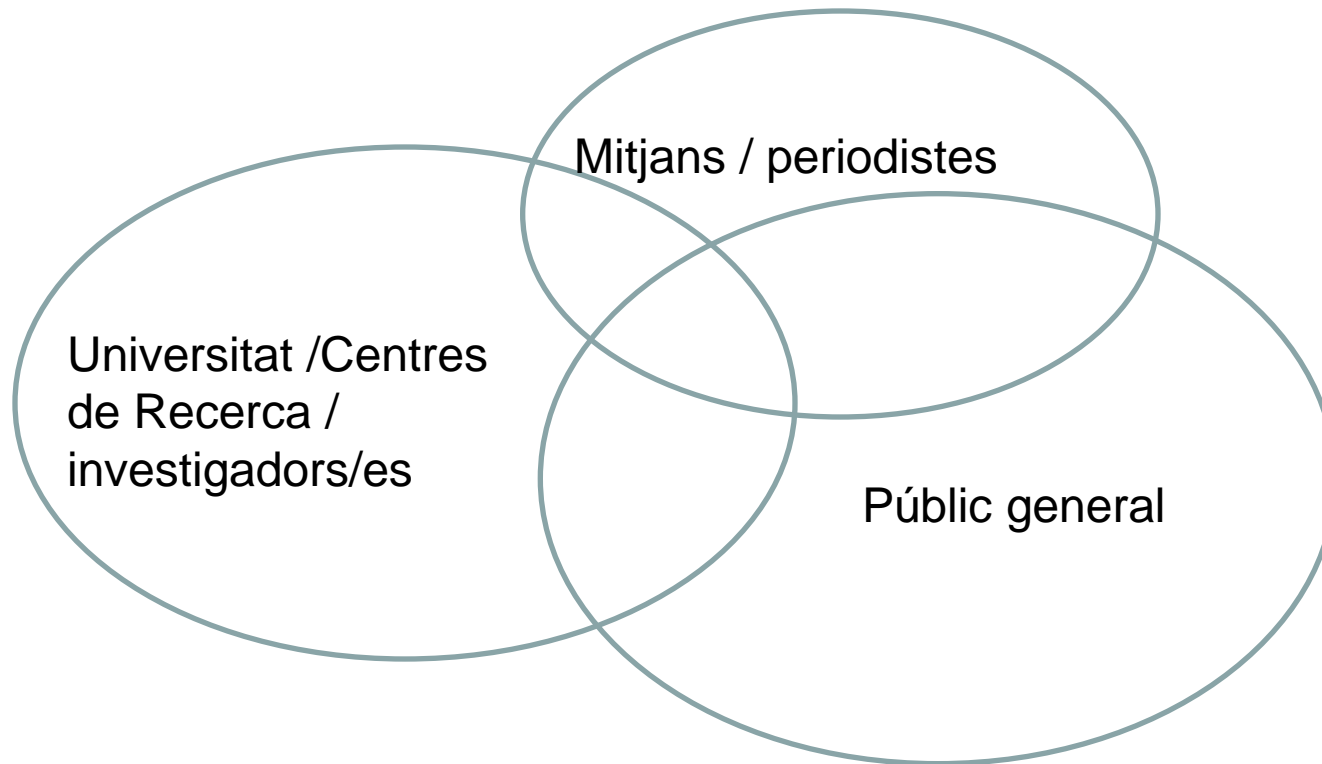 Mitjans / periodistes
Universitat /Centres
de Recerca /
investigadors/es
Públic general